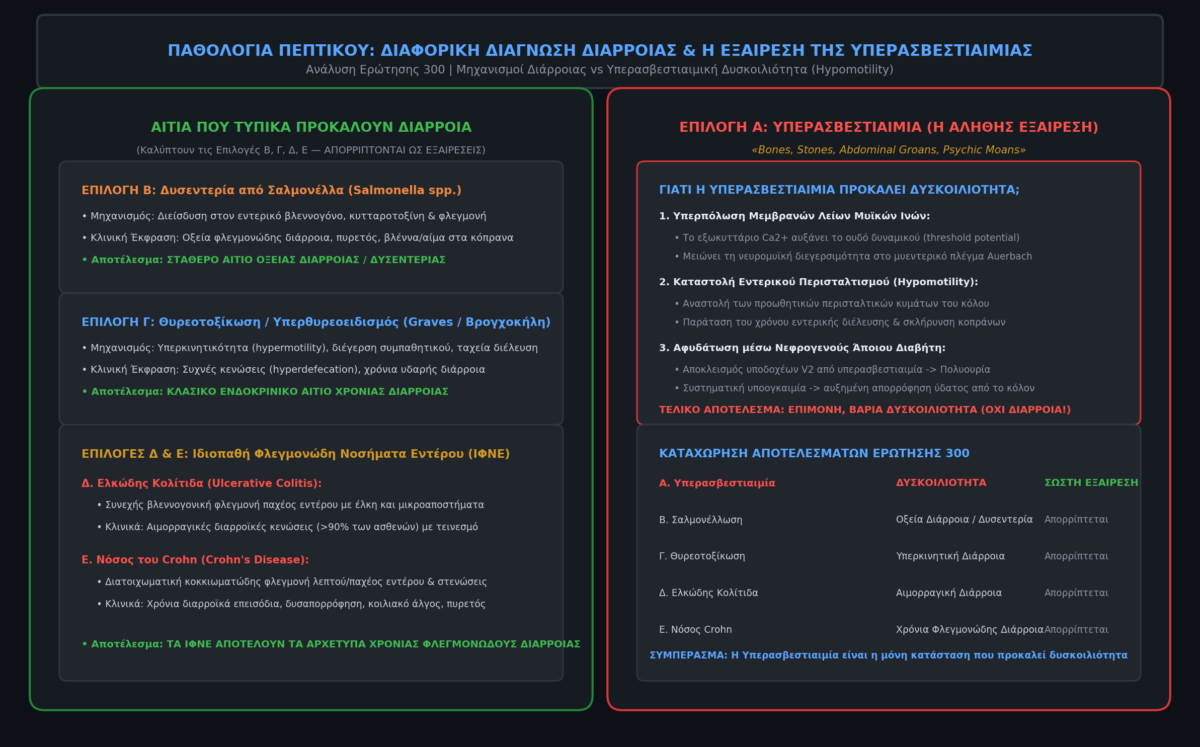 ΠΑΘΟΛΟΓΙΑ ΠΕΠΤΙΚΟΥ: ΔΙΑΦΟΡΙΚΗ ΔΙΑΓΝΩΣΗ ΔΙΑΡΡΟΙΑΣ & Η ΕΞΑΙΡΕΣΗ ΤΗΣ ΥΠΕΡΑΣΒΕΣΤΙΑΙΜΙΑΣ
Ανάλυση Ερώτησης 300 | Μηχανισμοί Διάρροιας vs Υπερασβεστιαιμική Δυσκοιλιότητα (Hypomotility)
ΑΙΤΙΑ ΠΟΥ ΤΥΠΙΚΑ ΠΡΟΚΑΛΟΥΝ ΔΙΑΡΡΟΙΑ
(Καλύπτουν τις Επιλογές Β, Γ, Δ, Ε — ΑΠΟΡΡΙΠΤΟΝΤΑΙ ΩΣ ΕΞΑΙΡΕΣΕΙΣ)
ΕΠΙΛΟΓΗ Β: Δυσεντερία από Σαλμονέλλα (Salmonella spp.)
• Μηχανισμός: Διείσδυση στον εντερικό βλεννογόνο, κυτταροτοξίνη & φλεγμονή
• Κλινική Έκφραση: Οξεία φλεγμονώδης διάρροια, πυρετός, βλέννα/αίμα στα κόπρανα
• Αποτέλεσμα: ΣΤΑΘΕΡΟ ΑΙΤΙΟ ΟΞΕΙΑΣ ΔΙΑΡΡΟΙΑΣ / ΔΥΣΕΝΤΕΡΙΑΣ
ΕΠΙΛΟΓΗ Γ: Θυρεοτοξίκωση / Υπερθυρεοειδισμός (Graves / Βρογχοκήλη)
• Μηχανισμός: Υπερκινητικότητα (hypermotility), διέγερση συμπαθητικού, ταχεία διέλευση
• Κλινική Έκφραση: Συχνές κενώσεις (hyperdefecation), χρόνια υδαρής διάρροια
• Αποτέλεσμα: ΚΛΑΣΙΚΟ ΕΝΔΟΚΡΙΝΙΚΟ ΑΙΤΙΟ ΧΡΟΝΙΑΣ ΔΙΑΡΡΟΙΑΣ
ΕΠΙΛΟΓΕΣ Δ & Ε: Ιδιοπαθή Φλεγμονώδη Νοσήματα Εντέρου (ΙΦΝΕ)
Δ. Ελκώδης Κολίτιδα (Ulcerative Colitis):
• Συνεχής βλεννογονική φλεγμονή παχέος εντέρου με έλκη και μικροαποστήματα
• Κλινικά: Αιμορραγικές διαρροϊκές κενώσεις (>90% των ασθενών) με τεινεσμό
Ε. Νόσος του Crohn (Crohn's Disease):
• Διατοιχωματική κοκκιωματώδης φλεγμονή λεπτού/παχέος εντέρου & στενώσεις
• Κλινικά: Χρόνια διαρροϊκά επεισόδια, δυσαπορρόφηση, κοιλιακό άλγος, πυρετός
• Αποτέλεσμα: ΤΑ ΙΦΝΕ ΑΠΟΤΕΛΟΥΝ ΤΑ ΑΡΧΕΤΥΠΑ ΧΡΟΝΙΑΣ ΦΛΕΓΜΟΝΩΔΟΥΣ ΔΙΑΡΡΟΙΑΣ
ΕΠΙΛΟΓΗ Α: ΥΠΕΡΑΣΒΕΣΤΙΑΙΜΙΑ (Η ΑΛΗΘΗΣ ΕΞΑΙΡΕΣΗ)
«Bones, Stones, Abdominal Groans, Psychic Moans»
ΓΙΑΤΙ Η ΥΠΕΡΑΣΒΕΣΤΙΑΙΜΙΑ ΠΡΟΚΑΛΕΙ ΔΥΣΚΟΙΛΙΟΤΗΤΑ;
1. Υπερπόλωση Μεμβρανών Λείων Μυϊκών Ινών:
• Το εξωκυττάριο Ca2+ αυξάνει το ουδό δυναμικού (threshold potential)
• Μειώνει τη νευρομυϊκή διεγερσιμότητα στο μυεντερικό πλέγμα Auerbach
2. Καταστολή Εντερικού Περισταλτισμού (Hypomotility):
• Αναστολή των προωθητικών περισταλτικών κυμάτων του κόλου
• Παράταση του χρόνου εντερικής διέλευσης & σκλήρυνση κοπράνων
3. Αφυδάτωση μέσω Νεφρογενούς Άποιου Διαβήτη:
• Αποκλεισμός υποδοχέων V2 από υπερασβεστιαιμία -> Πολυουρία
• Συστηματική υποογκαιμία -> αυξημένη απορρόφηση ύδατος από το κόλον
ΤΕΛΙΚΟ ΑΠΟΤΕΛΕΣΜΑ: ΕΠΙΜΟΝΗ, ΒΑΡΙΑ ΔΥΣΚΟΙΛΙΟΤΗΤΑ (ΟΧΙ ΔΙΑΡΡΟΙΑ!)
ΚΑΤΑΧΩΡΗΣΗ ΑΠΟΤΕΛΕΣΜΑΤΩΝ ΕΡΩΤΗΣΗΣ 300
Α. Υπερασβεστιαιμία ΔΥΣΚΟΙΛΙΟΤΗΤΑ ΣΩΣΤΗ ΕΞΑΙΡΕΣΗ
Β. Σαλμονέλλωση Οξεία Διάρροια / Δυσεντερία Απορρίπτεται
Γ. Θυρεοτοξίκωση Υπερκινητική Διάρροια Απορρίπτεται
Δ. Ελκώδης Κολίτιδα Αιμορραγική Διάρροια Απορρίπτεται
Ε. Νόσος Crohn Χρόνια Φλεγμονώδης Διάρροια Απορρίπτεται
ΣΥΜΠΕΡΑΣΜΑ: Η Υπερασβεστιαιμία είναι η μόνη κατάσταση που προκαλεί δυσκοιλιότητα